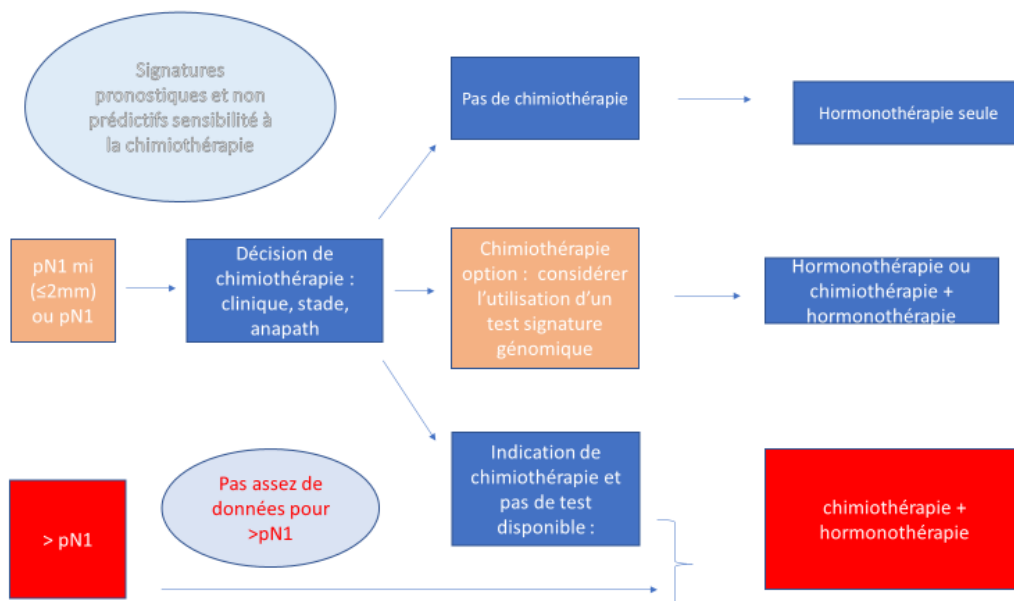 Signatures
pronostiques et non
prédictifs sensibilité à
la chimiothérapie
Pas de chimiothérapie
Hormonothérapie seule
pN1 mi
(≤2mm)
ou pN1
Décision de
chimiothérapie :
clinique, stade,
anapath
Chimiothérapie
option : considérer
l'utilisation d'un
test signature
génomique
Hormonothérapie ou
chimiothérapie +
hormonothérapie
> pN1
Pas assez de
données pour
>pN1
Indication de
chimiothérapie et
pas de test
disponible :
chimiothérapie +
hormonothérapie